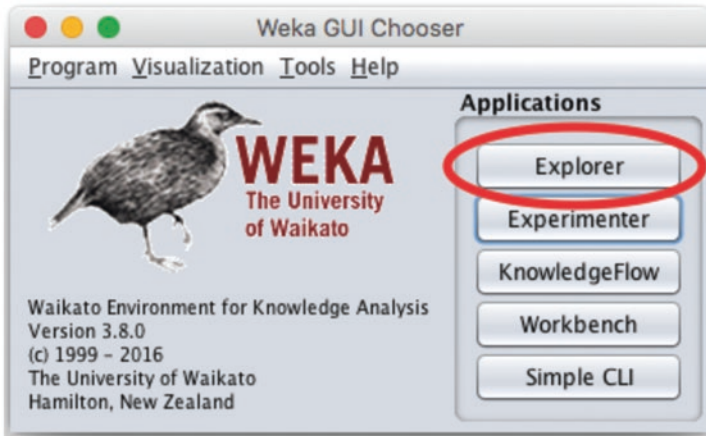 Weka GUI Chooser
Program Visualization Tools Help
WEKA
The University
of Waikato
Waikato Environment for Knowledge Analysis
Version 3.8.0
(c) 1999 - 2016
The University of Waikato
Hamilton, New Zealand
Applications
Explorer
Experimenter
KnowledgeFlow
Workbench
Simple CLI